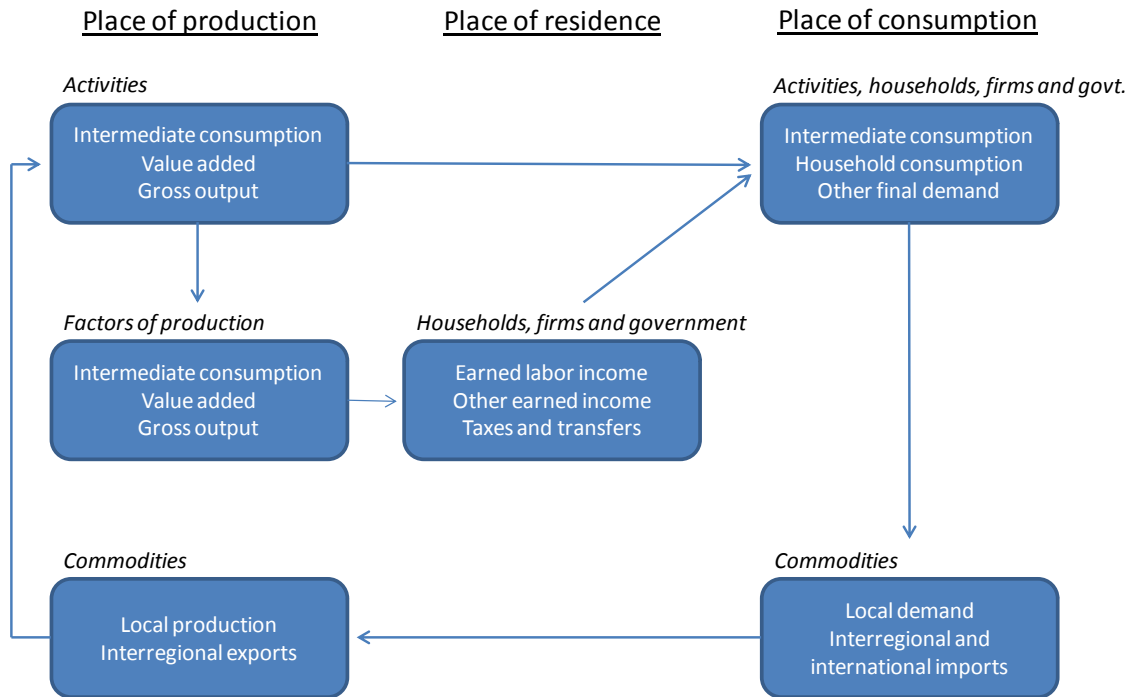 Place of production
Place of residence
Place of consumption
Activities
Activities, households, firms and govt.
Intermediate consumption
Value added
Gross output
Intermediate consumption
Household consumption
Other final demand
Factors of production
Households, firms and government
Intermediate consumption
Value added
Gross output
Earned labor income
Other earned income
Taxes and transfers
Commodities
Commodities
Local production
Interregional exports
Local demand
Interregional and
international imports